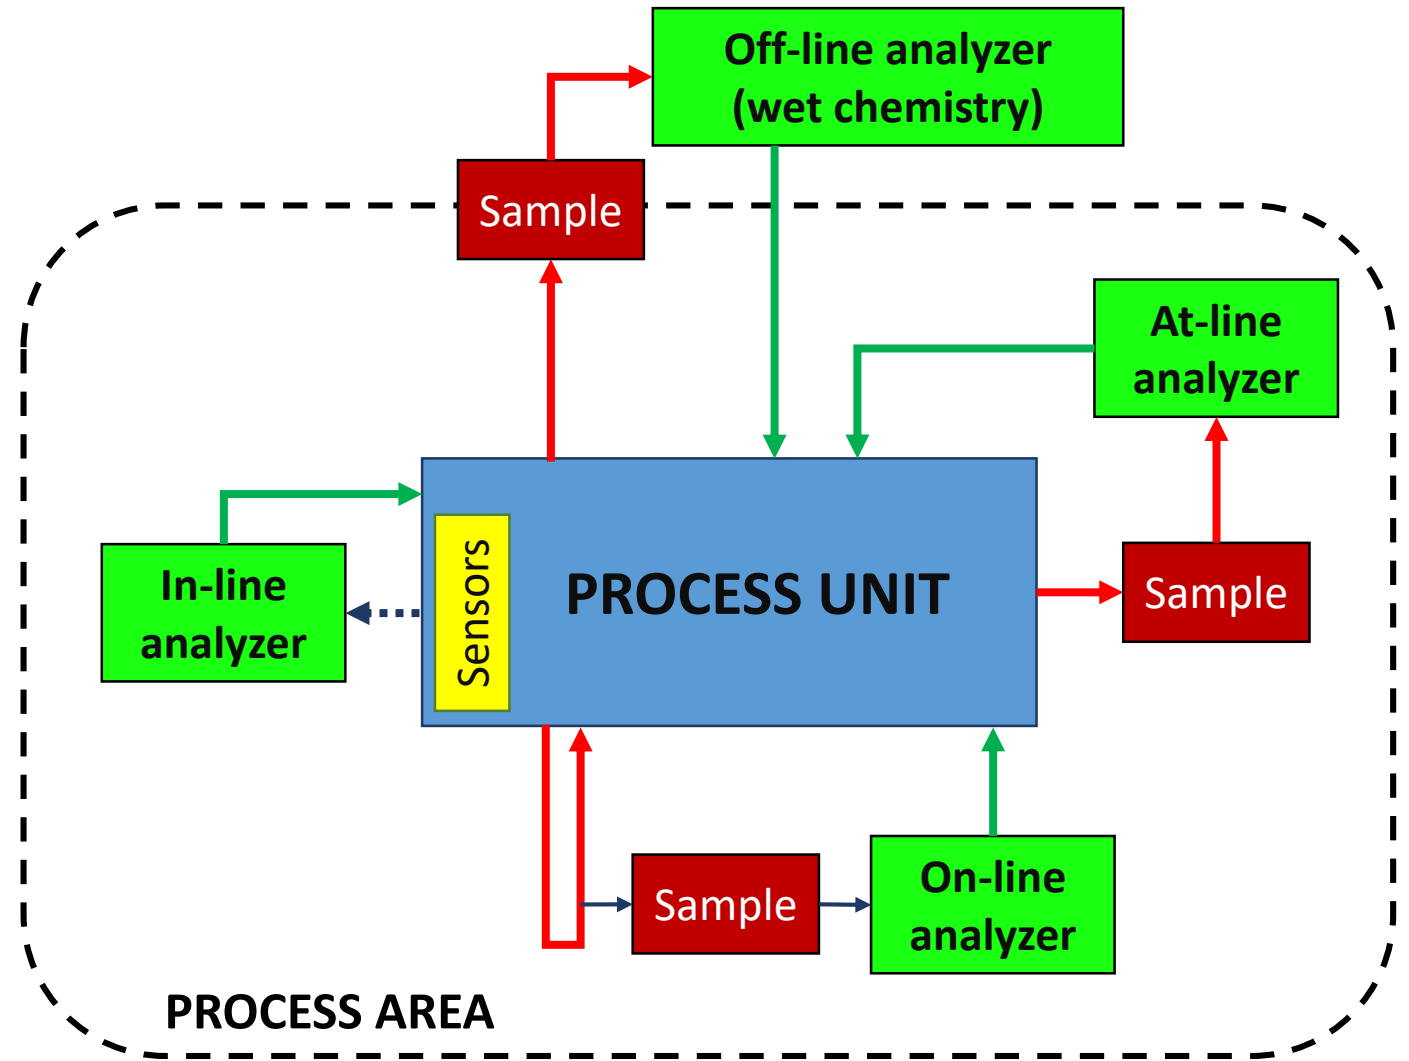 Off-line analyzer
(wet chemistry)
Sample
At-line
analyzer
In-line
analyzer
Sensors
PROCESS UNIT
Sample
Sample
On-line
analyzer
PROCESS AREA